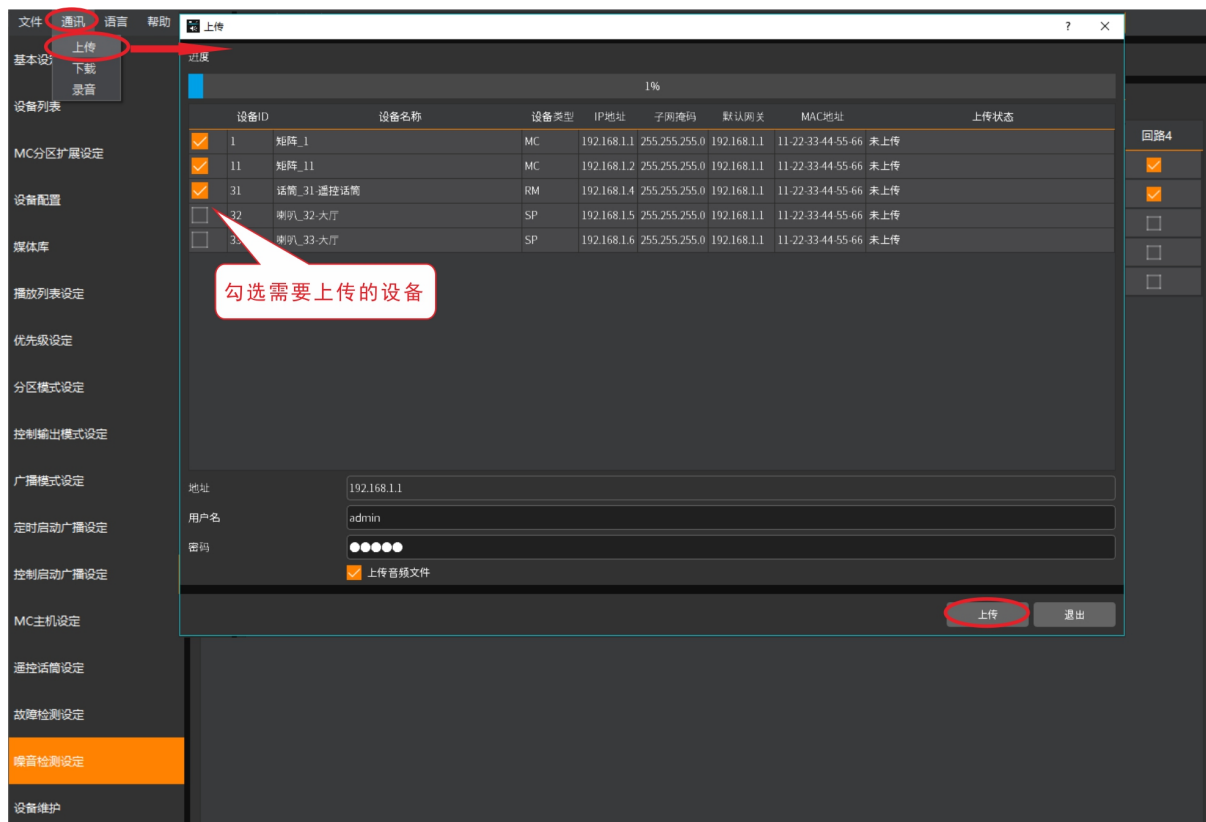 文件 通讯 语言 帮助
上传
下载
录音
基本设
设备列表
MC分区扩展设定
设备配置
媒体库
播放列表设定
优先级设定
分区模式设定
控制输出模式设定
广播模式设定
定时启动广播设定
控制启动广播设定
MC主机设定
遥控话筒设定
故障检测设定
噪音检测设定
设备维护
上传 ? ×
进度
1%
设备ID 设备名称 设备类型 IP地址 子网掩码 默认网关 MAC地址 上传状态
1 矩阵_1 MC 192.168.1.1 255.255.255.0 192.168.1.1 11-22-33-44-55-66 未上传
11 矩阵_11 MC 192.168.1.2 255.255.255.0 192.168.1.1 11-22-33-44-55-66 未上传
31 话筒_31-遥控话筒 RM 192.168.1.4 255.255.255.0 192.168.1.1 11-22-33-44-55-66 未上传
32 喇叭_32-大厅 SP 192.168.1.5 255.255.255.0 192.168.1.1 11-22-33-44-55-66 未上传
33 喇叭_33-大厅 SP 192.168.1.6 255.255.255.0 192.168.1.1 11-22-33-44-55-66 未上传
勾选需要上传的设备
地址 192.168.1.1
用户名 admin
密码 ●●●●●
上传音频文件
上传 退出
回路4